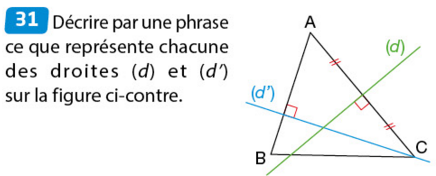 31 Décrire par une phrase
ce que représente chacune
des droites (d) et (d’)
sur la figure ci-contre.
A
(d)
(d’)
B
C